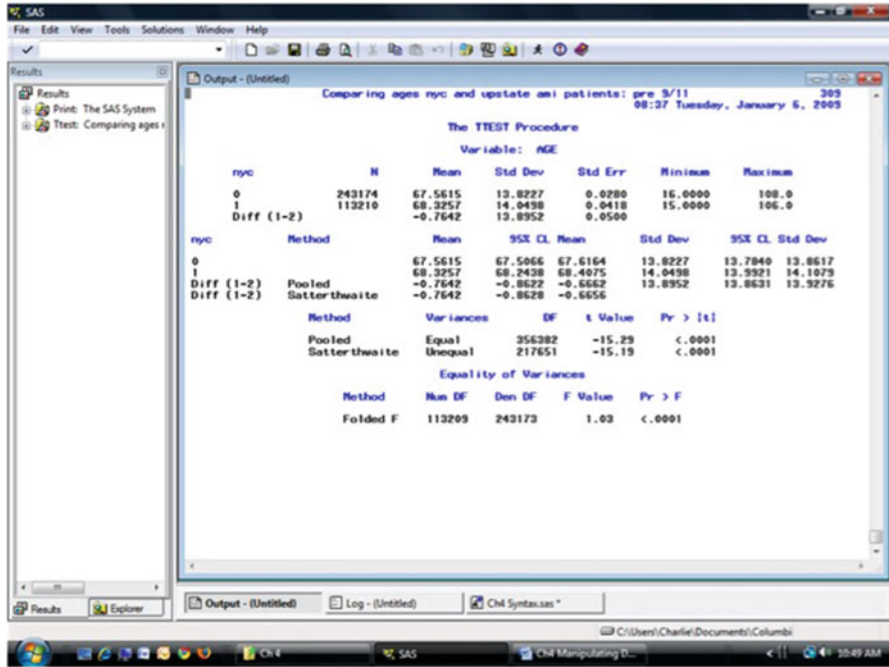 SAS
File Edit View Tools Solutions Window Help
Results
Results
Print: The SAS System
Ttest: Comparing ages
Output - (Untitled)
Comparing ages nyc and upstate ami patients: pre 9/11 309
08:37 Tuesday, January 6, 2009
The TTEST Procedure
Variable: AGE
nyc N Mean Std Dev Std Err Minimum Maximum
0 243174 67.5615 13.8227 0.0280 16.0000 108.0
1 113210 68.3257 14.0498 0.0418 15.0000 106.0
Diff (1-2) -0.7642 13.8952 0.0500
nyc Method Mean 95% CL Mean Std Dev 95% CL Std Dev
0 67.5615 67.5066 67.6164 13.8227 13.7840 13.8617
1 68.3257 68.2438 68.4075 14.0498 13.9921 14.1079
Diff (1-2) Pooled -0.7642 -0.8622 -0.6662 13.8952 13.8631 13.9276
Diff (1-2) Satterthwaite -0.7642 -0.8628 -0.6656
Method Variances DF t Value Pr > |t|
Pooled Equal 356382 -15.29 <.0001
Satterthwaite Unequal 217651 -15.19 <.0001
Equality of Variances
Method Num DF Den DF F Value Pr > F
Folded F 113209 243173 1.03 <.0001
Results Explorer
Output - (Untitled) Log - (Untitled) Ch4 Syntax.sas *
C:\Users\Charlie\Documents\Columbi
Ch 4 SAS Ch4 Manipulating D... 10:49 AM